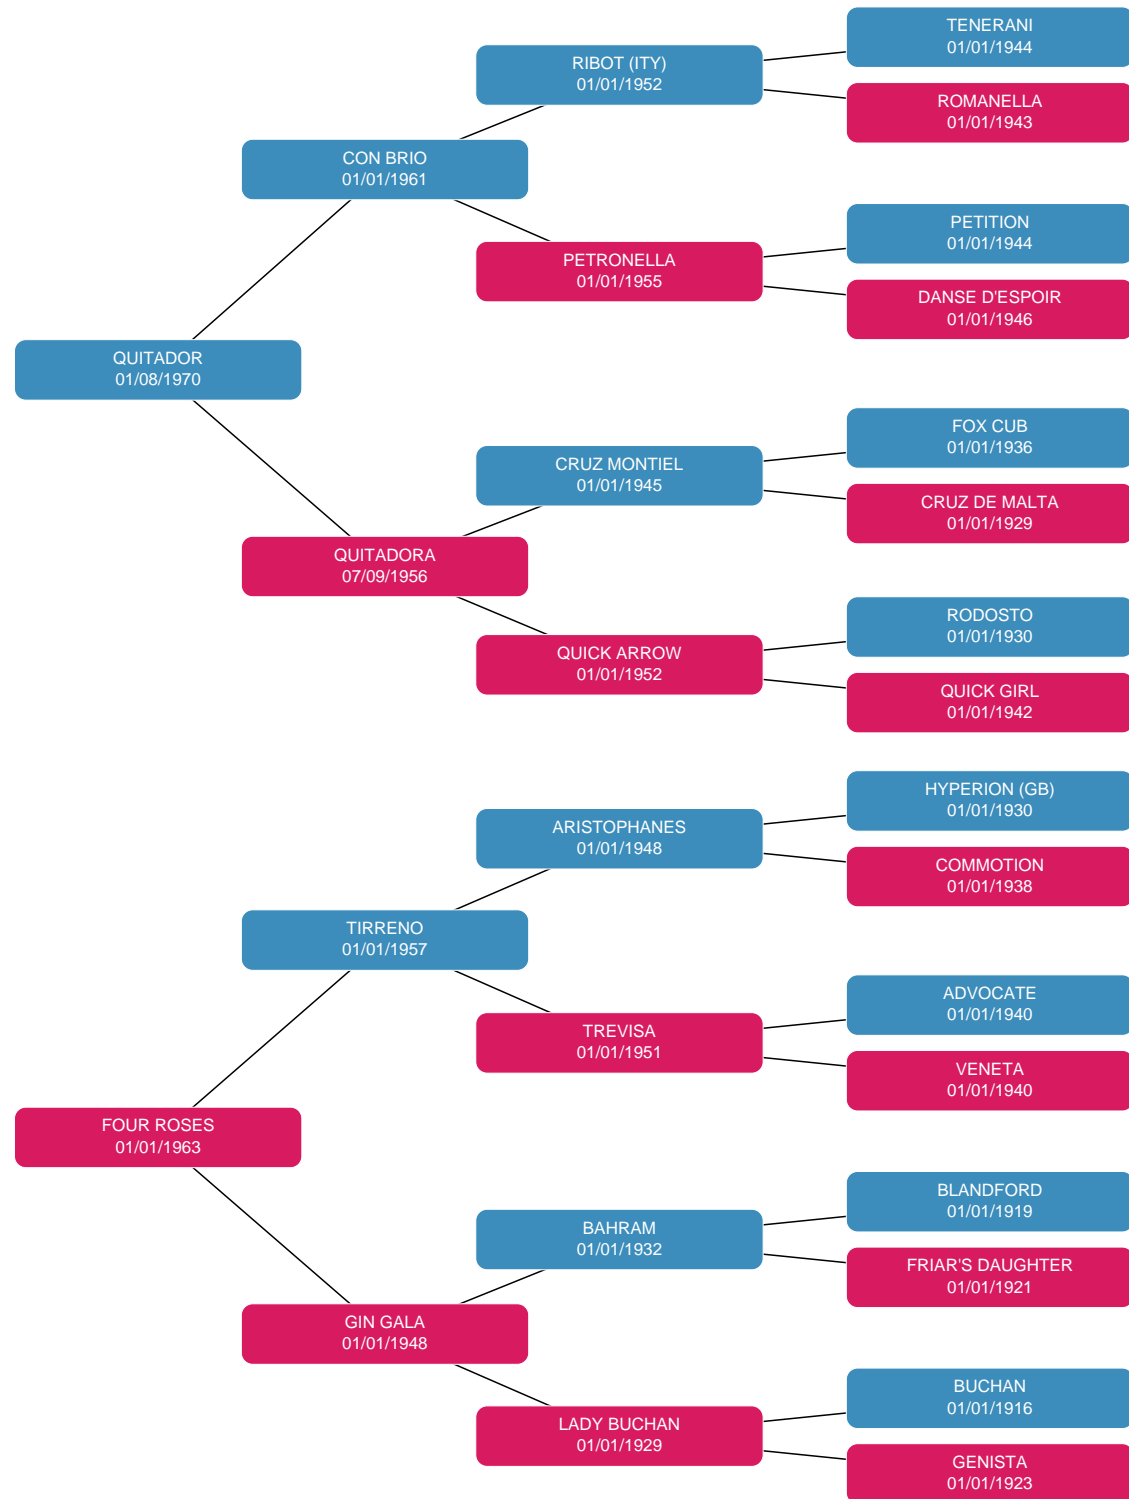 TENERANI
01/01/1944
RIBOT (ITY)
01/01/1952
ROMANELLA
01/01/1943
CON BRIO
01/01/1961
PETITION
01/01/1944
PETRONELLA
01/01/1955
DANSE D'ESPOIR
01/01/1946
QUITADOR
01/08/1970
FOX CUB
01/01/1936
CRUZ MONTIEL
01/01/1945
CRUZ DE MALTA
01/01/1929
QUITADORA
07/09/1956
RODOSTO
01/01/1930
QUICK ARROW
01/01/1952
QUICK GIRL
01/01/1942
HYPERION (GB)
01/01/1930
ARISTOPHANES
01/01/1948
COMMOTION
01/01/1938
TIRRENO
01/01/1957
ADVOCATE
01/01/1940
TREVISA
01/01/1951
VENETA
01/01/1940
FOUR ROSES
01/01/1963
BLANDFORD
01/01/1919
BAHRAM
01/01/1932
FRIAR'S DAUGHTER
01/01/1921
GIN GALA
01/01/1948
BUCHAN
01/01/1916
LADY BUCHAN
01/01/1929
GENISTA
01/01/1923